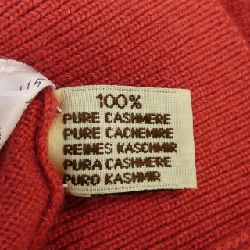 100%
PURE CASHMERE
PURE CACHEMIRE
REINES KASCHMIR
PURA CASHMERE
PURO KASHMIR